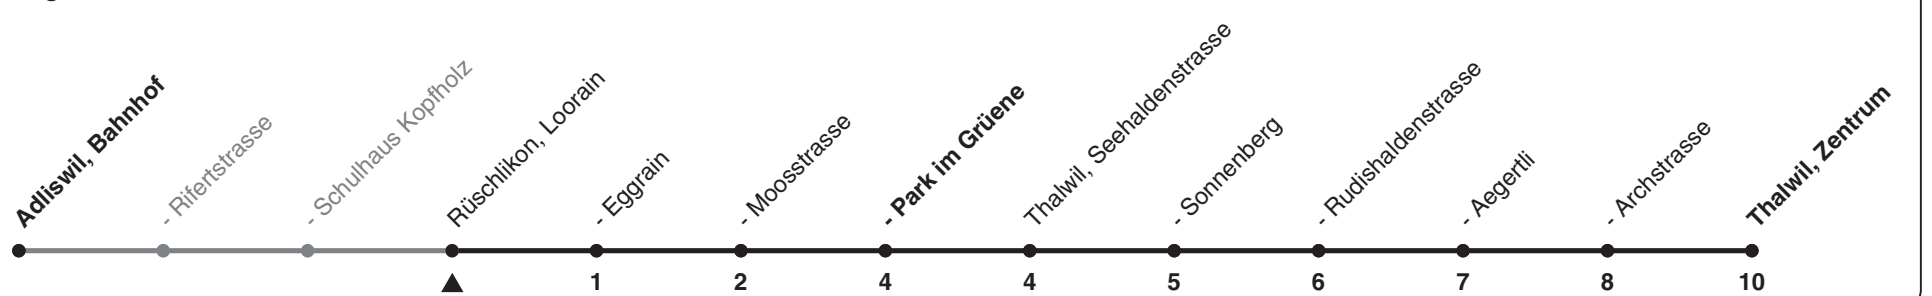 Adliswil, Bahnhof
- Rifertstrasse
- Schulhaus Kopfholz
Rüschlikon, Loorain
- Eggrain
- Moosstrasse
- Park im Grüene
Thalwil, Seehaldenstrasse
- Sonnenberg
- Rudishaldenstrasse
- Aegertli
- Archstrasse
Thalwil, Zentrum
1 2 4 4 5 6 7 8 10